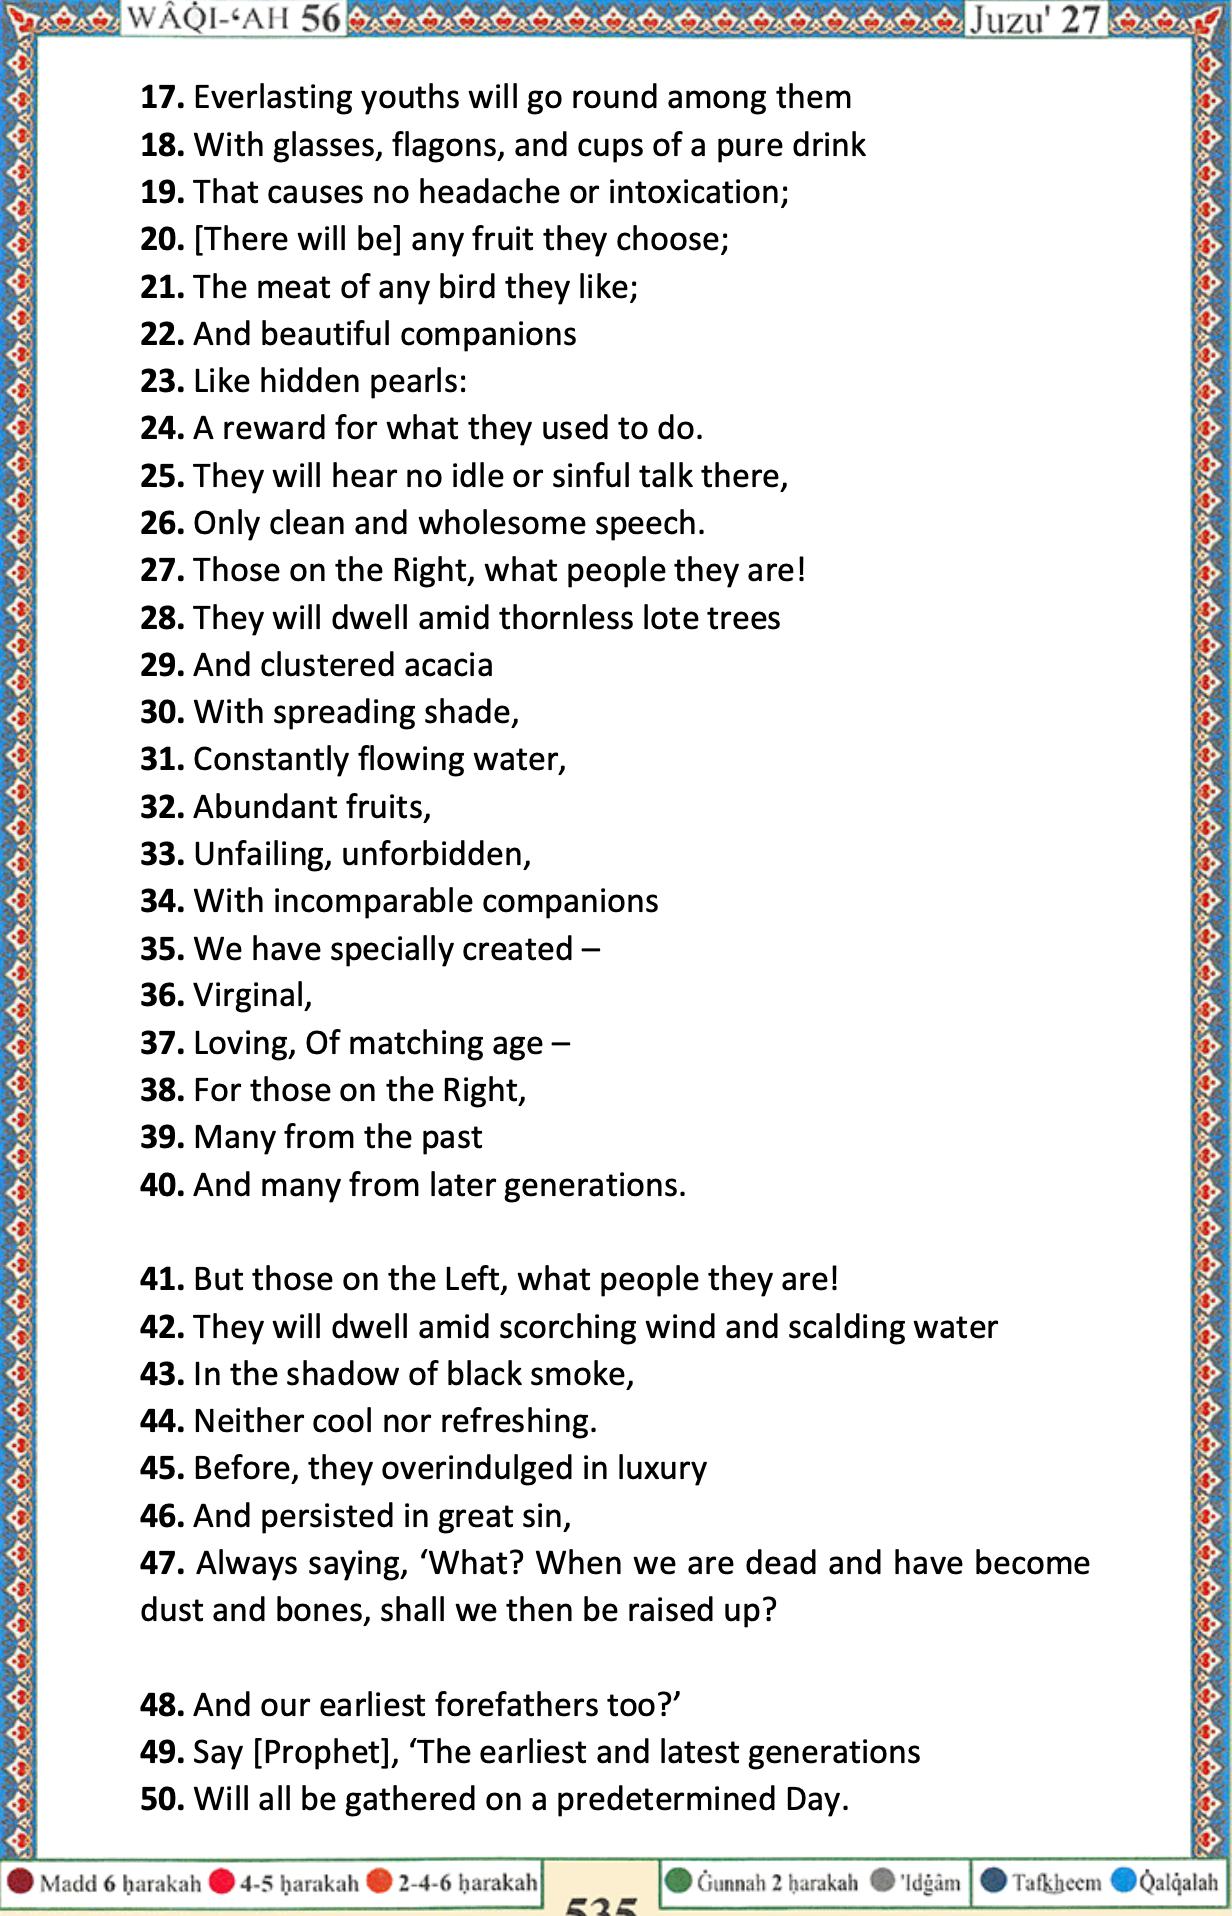 WÂQ̇I-‘AH 56
Juzu' 27
17. Everlasting youths will go round among them
18. With glasses, flagons, and cups of a pure drink
19. That causes no headache or intoxication;
20. [There will be] any fruit they choose;
21. The meat of any bird they like;
22. And beautiful companions
23. Like hidden pearls:
24. A reward for what they used to do.
25. They will hear no idle or sinful talk there,
26. Only clean and wholesome speech.
27. Those on the Right, what people they are!
28. They will dwell amid thornless lote trees
29. And clustered acacia
30. With spreading shade,
31. Constantly flowing water,
32. Abundant fruits,
33. Unfailing, unforbidden,
34. With incomparable companions
35. We have specially created –
36. Virginal,
37. Loving, Of matching age –
38. For those on the Right,
39. Many from the past
40. And many from later generations.
41. But those on the Left, what people they are!
42. They will dwell amid scorching wind and scalding water
43. In the shadow of black smoke,
44. Neither cool nor refreshing.
45. Before, they overindulged in luxury
46. And persisted in great sin,
47. Always saying, ‘What? When we are dead and have become
dust and bones, shall we then be raised up?
48. And our earliest forefathers too?’
49. Say [Prophet], ‘The earliest and latest generations
50. Will all be gathered on a predetermined Day.
Madd 6 ḥarakah 4-5 ḥarakah 2-4-6 ḥarakah
535
Ġunnah 2 ḥarakah 'Idġâm Tafkheem Q̇alq̇alah